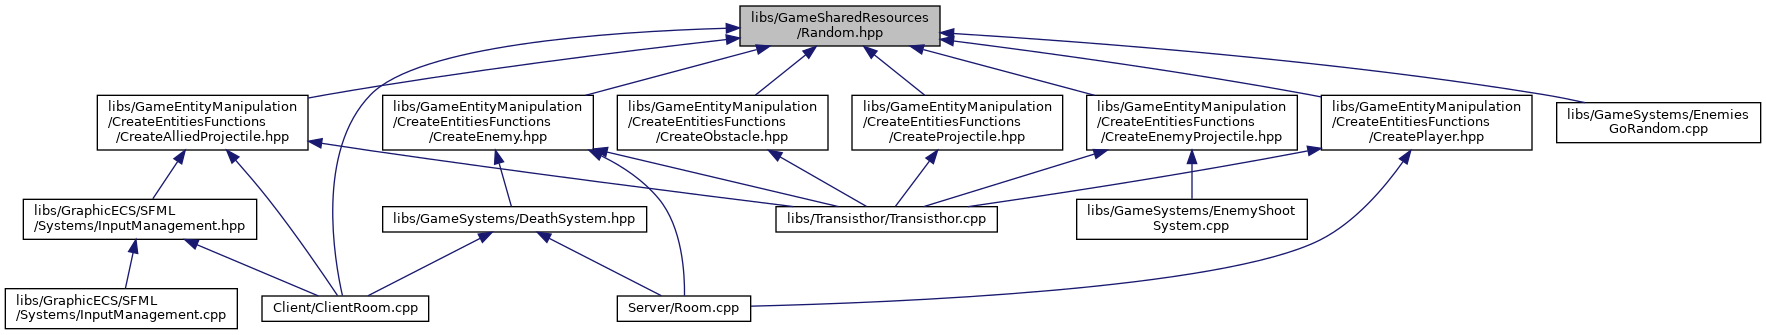 libs/GameSharedResources
/Random.hpp
libs/GameEntityManipulation
/CreateEntitiesFunctions
/CreateAlliedProjectile.hpp
libs/GameEntityManipulation
/CreateEntitiesFunctions
/CreateEnemy.hpp
libs/GameEntityManipulation
/CreateEntitiesFunctions
/CreateObstacle.hpp
libs/GameEntityManipulation
/CreateEntitiesFunctions
/CreateProjectile.hpp
libs/GameEntityManipulation
/CreateEntitiesFunctions
/CreateEnemyProjectile.hpp
libs/GameEntityManipulation
/CreateEntitiesFunctions
/CreatePlayer.hpp
libs/GameSystems/Enemies
GoRandom.cpp
libs/GraphicECS/SFML
/Systems/InputManagement.hpp
libs/GameSystems/DeathSystem.hpp
libs/Transisthor/Transisthor.cpp
libs/GameSystems/EnemyShoot
System.cpp
libs/GraphicECS/SFML
/Systems/InputManagement.cpp
Client/ClientRoom.cpp
Server/Room.cpp